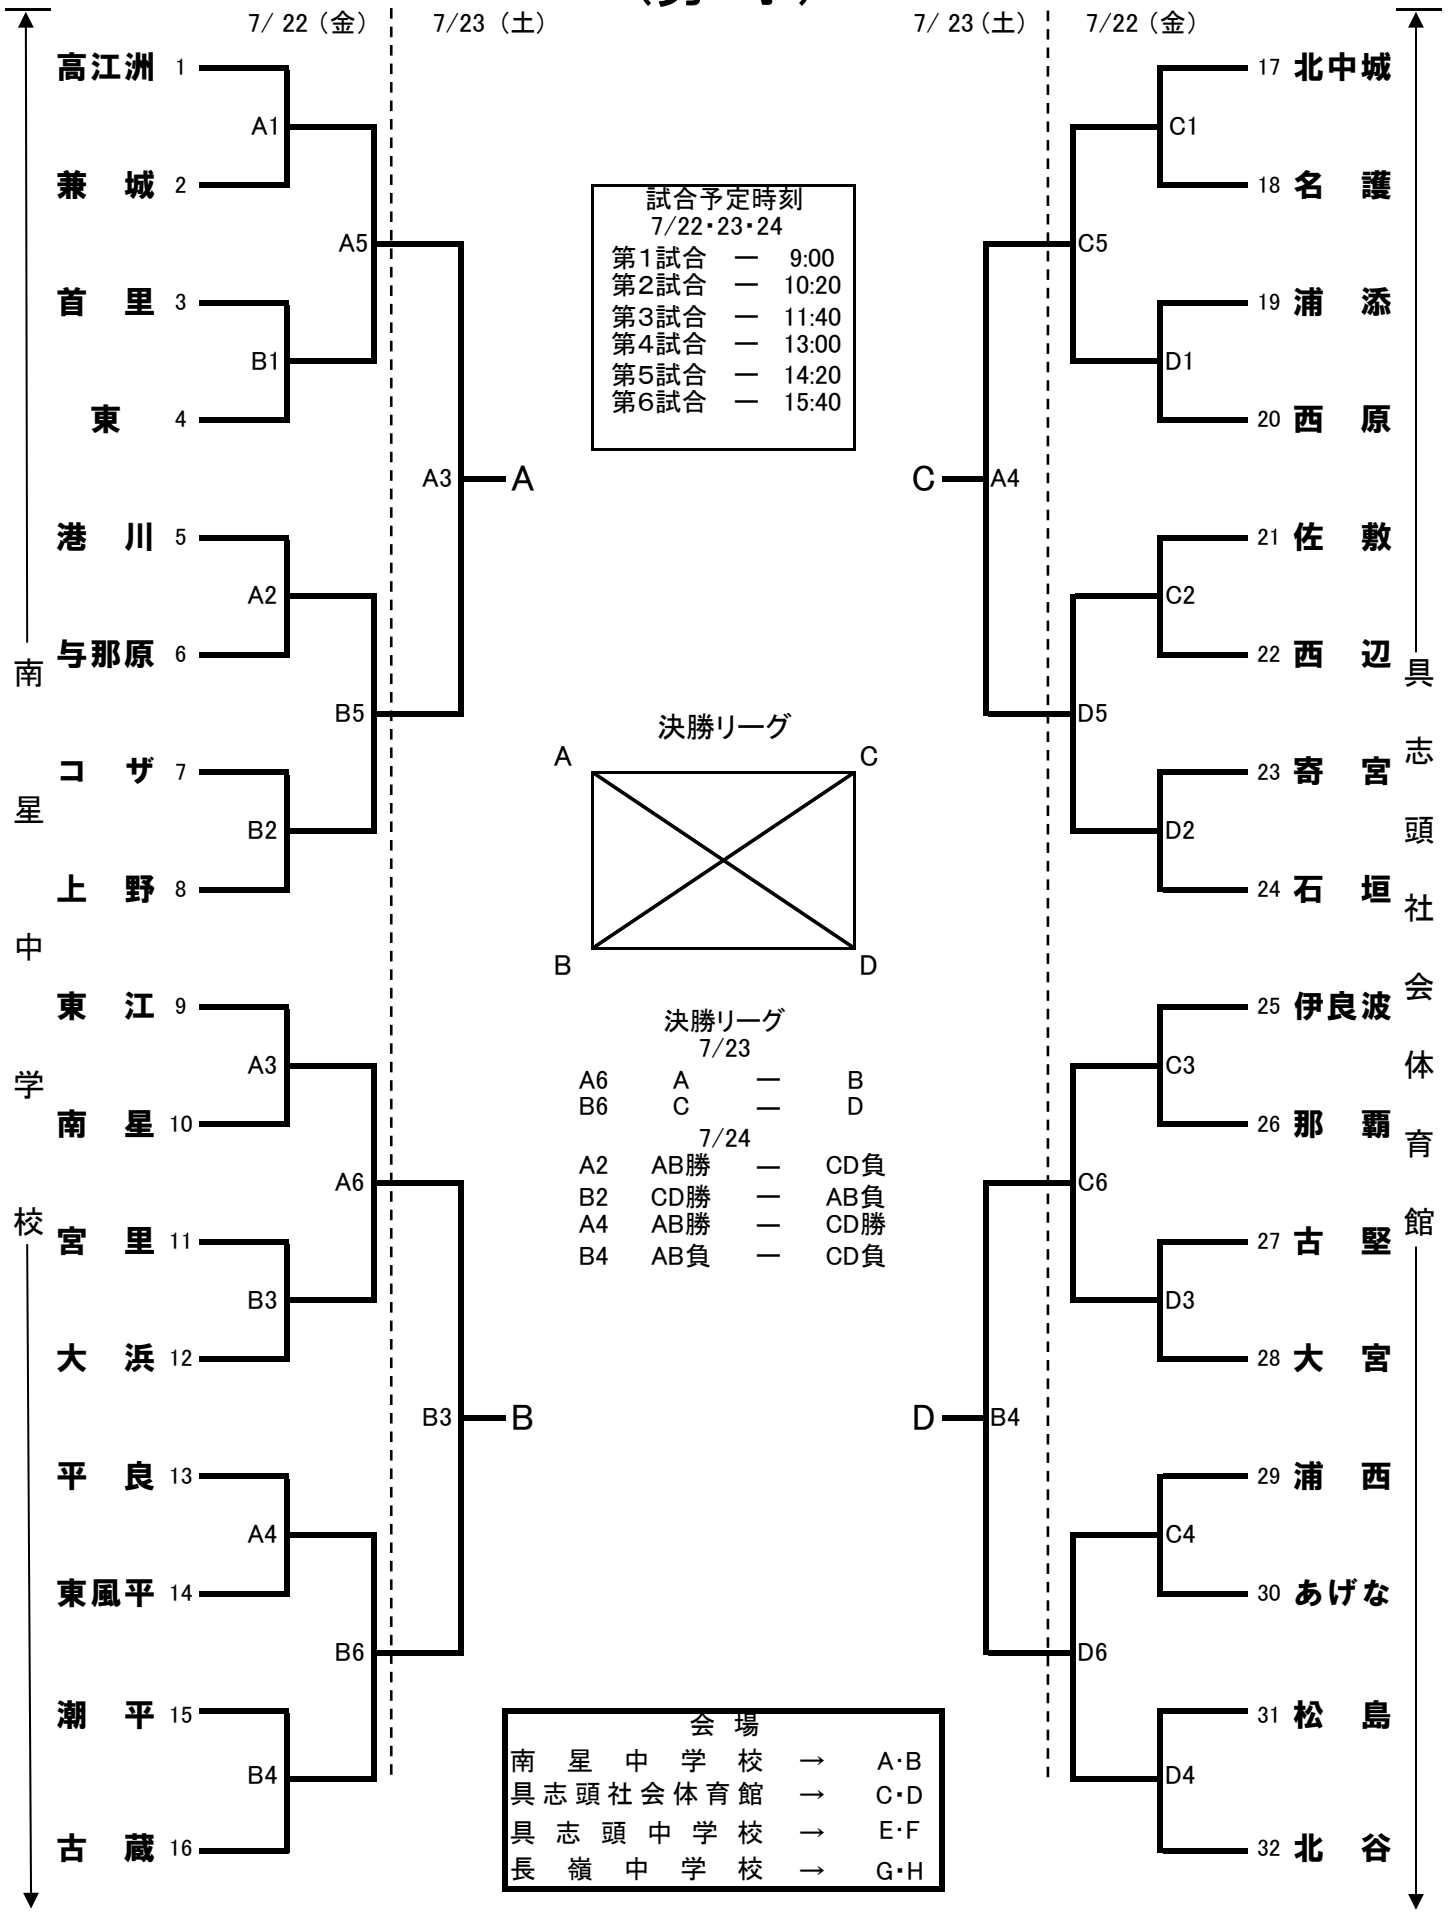 （男 子）
7/ 22（金） 7/23（土） 7/ 23（土） 7/22（金）
高江洲 1
A1
兼 城 2
A5
首 里 3
B1
東 4
A3 A
港 川 5
A2
与那原 6
B5
コ ザ 7
B2
上 野 8
東 江 9
A3
南 星 10
A6
宮 里 11
B3
大 浜 12
B3 B
平 良 13
A4
東風平 14
B6
潮 平 15
B4
古 蔵 16
南星中学校
試合予定時刻
7/22・23・24
第1試合 ー 9:00
第2試合 ー 10:20
第3試合 ー 11:40
第4試合 ー 13:00
第5試合 ー 14:20
第6試合 ー 15:40
決勝リーグ
A C
B D
決勝リーグ
7/23
A6 A ー B
B6 C ー D
7/24
A2 AB勝 ー CD負
B2 CD勝 ー AB負
A4 AB勝 ー CD勝
B4 AB負 ー CD負
会 場
南星中学校 → A・B
具志頭社会体育館 → C・D
具志頭中学校 → E・F
長嶺中学校 → G・H
17 北中城
C1
18 名 護
C5
19 浦 添
D1
20 西 原
C A4
21 佐 敷
C2
22 西 辺
D5
23 寄 宮
D2
24 石 垣
25 伊良波
C3
26 那 覇
C6
27 古 堅
D3
28 大 宮
D B4
29 浦 西
C4
30 あげな
D6
31 松 島
D4
32 北 谷
具志頭社会体育館